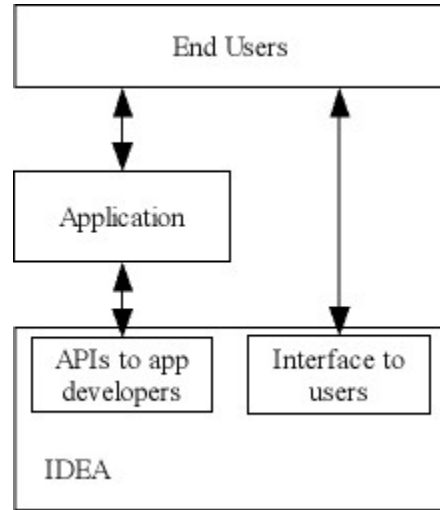 End Users
Application
APIs to app
developers
Interface to
users
IDEA